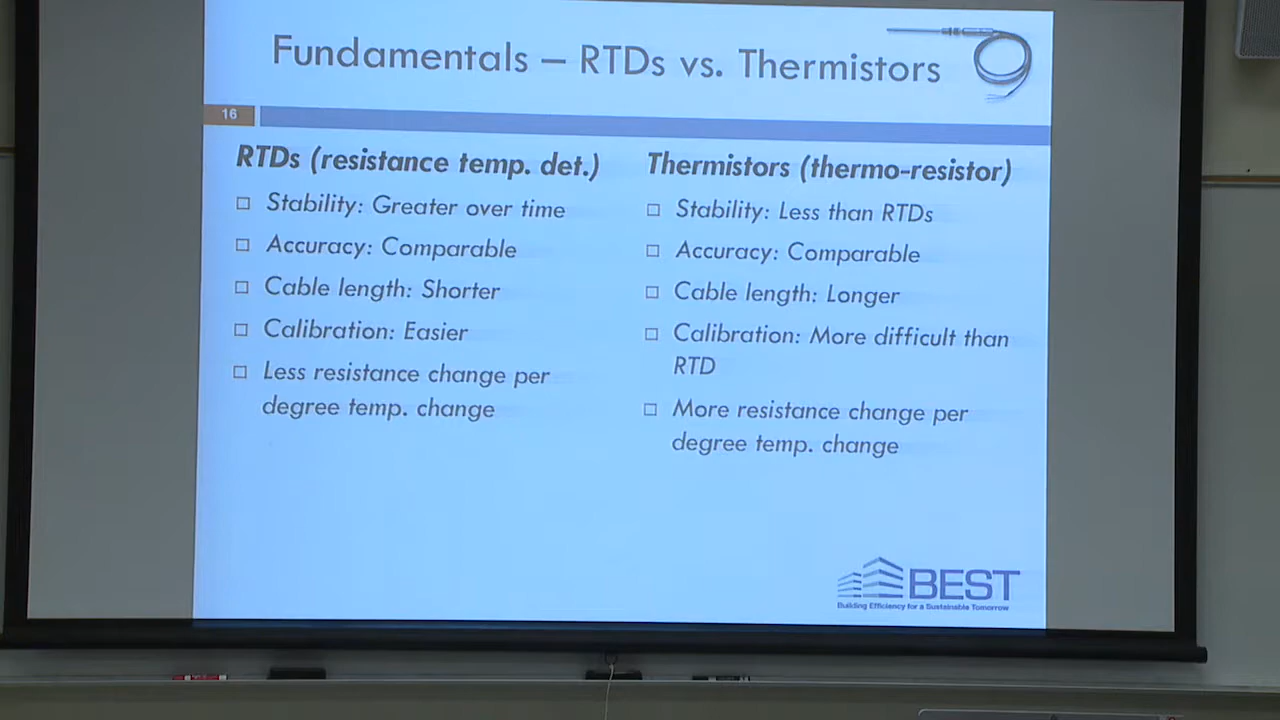 Fundamentals – RTDs vs. Thermistors
16
RTDs (resistance temp. det.)
Stability: Greater over time
Accuracy: Comparable
Cable length: Shorter
Calibration: Easier
Less resistance change per
degree temp. change
Thermistors (thermo-resistor)
Stability: Less than RTDs
Accuracy: Comparable
Cable length: Longer
Calibration: More difficult than
RTD
More resistance change per
degree temp. change
BEST
Building Efficiency for a Sustainable Tomorrow